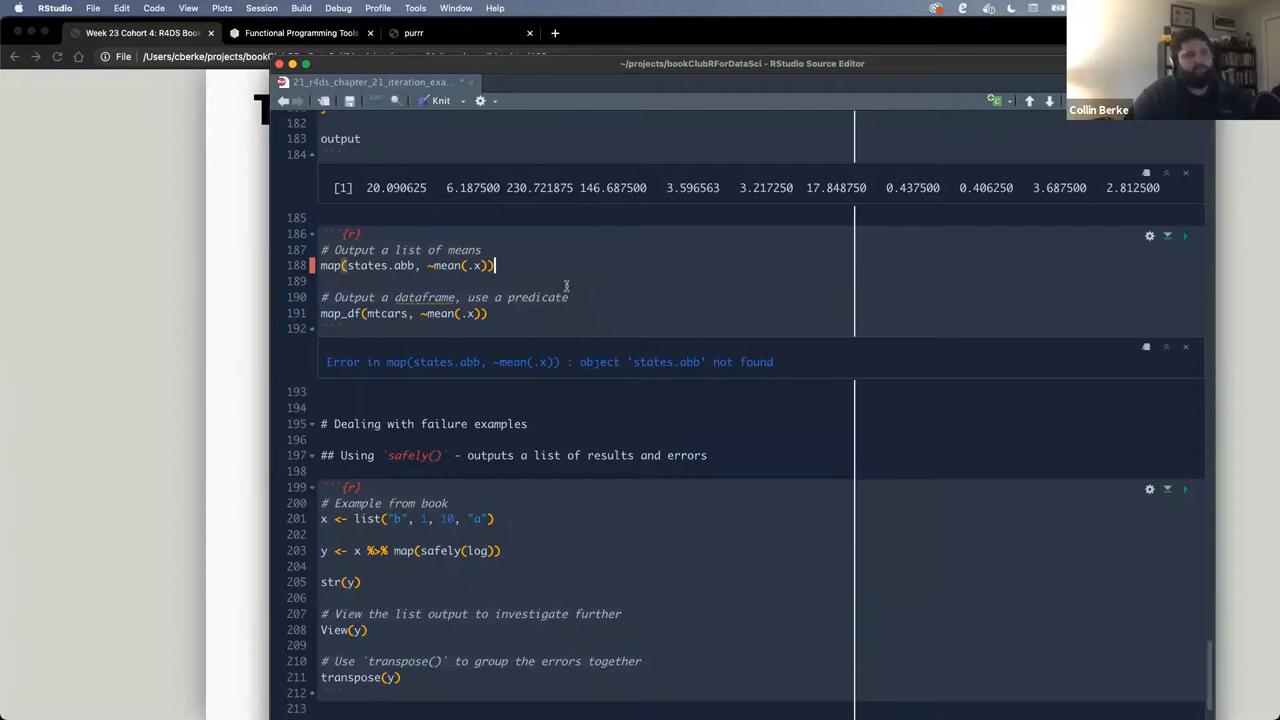 RStudio File Edit Code View Plots Session Build Debug Profile Tools Window Help
Week 23 Cohort 4: R4DS Book
Functional Programming Tools
purrr
File /Users/cberke/projects/bookClubRForDataSci/
~/projects/bookClubRForDataSci - RStudio Source Editor
21_r4ds_chapter_21_iteration_exa...
Knit
Collin Berke
182
183 output
184 ```
[1] 20.090625 6.187500 230.721875 146.687500 3.596563 3.217250 17.848750 0.437500 0.406250 3.687500 2.812500
185
186 ```{r}
187 # Output a list of means
188 map(states.abb, ~mean(.x))
189
190 # Output a dataframe, use a predicate
191 map_df(mtcars, ~mean(.x))
192 ```
Error in map(states.abb, ~mean(.x)) : object 'states.abb' not found
193
194
195 # Dealing with failure examples
196
197 ## Using `safely()` - outputs a list of results and errors
198
199 ```{r}
200 # Example from book
201 x <- list("b", 1, 10, "a")
202
203 y <- x %>% map(safely(log))
204
205 str(y)
206
207 # View the list output to investigate further
208 View(y)
209
210 # Use `transpose()` to group the errors together
211 transpose(y)
212 ```
213